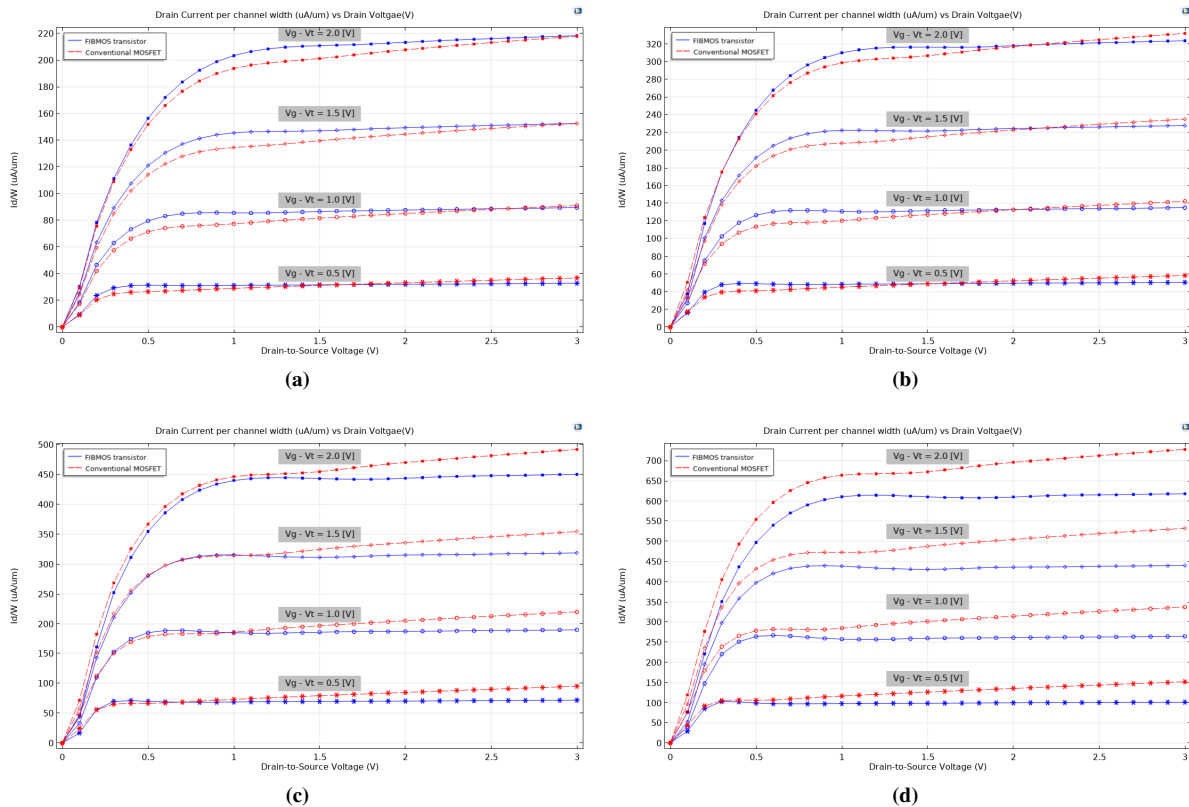 Drain Current per channel width (uA/um) vs Drain Voltgae(V)
FIBMOS transistor
Conventional MOSFET
Vg - Vt = 2.0 [V]
Vg - Vt = 1.5 [V]
Vg - Vt = 1.0 [V]
Vg - Vt = 0.5 [V]
Id/W (uA/um)
220
200
180
160
140
120
100
80
60
40
20
0
0 0.5 1 1.5 2 2.5 3
Drain-to-Source Voltage (V)
(a)
Drain Current per channel width (uA/um) vs Drain Voltgae(V)
FIBMOS transistor
Conventional MOSFET
Vg - Vt = 2.0 [V]
Vg - Vt = 1.5 [V]
Vg - Vt = 1.0 [V]
Vg - Vt = 0.5 [V]
Id/W (uA/um)
320
300
280
260
240
220
200
180
160
140
120
100
80
60
40
20
0
0 0.5 1 1.5 2 2.5 3
Drain-to-Source Voltage (V)
(b)
Drain Current per channel width (uA/um) vs Drain Voltgae(V)
FIBMOS transistor
Conventional MOSFET
Vg - Vt = 2.0 [V]
Vg - Vt = 1.5 [V]
Vg - Vt = 1.0 [V]
Vg - Vt = 0.5 [V]
Id/W (uA/um)
500
450
400
350
300
250
200
150
100
50
0
0 0.5 1 1.5 2 2.5 3
Drain-to-Source Voltage (V)
(c)
Drain Current per channel width (uA/um) vs Drain Voltgae(V)
FIBMOS transistor
Conventional MOSFET
Vg - Vt = 2.0 [V]
Vg - Vt = 1.5 [V]
Vg - Vt = 1.0 [V]
Vg - Vt = 0.5 [V]
Id/W (uA/um)
700
650
600
550
500
450
400
350
300
250
200
150
100
50
0
0 0.5 1 1.5 2 2.5 3
Drain-to-Source Voltage (V)
(d)